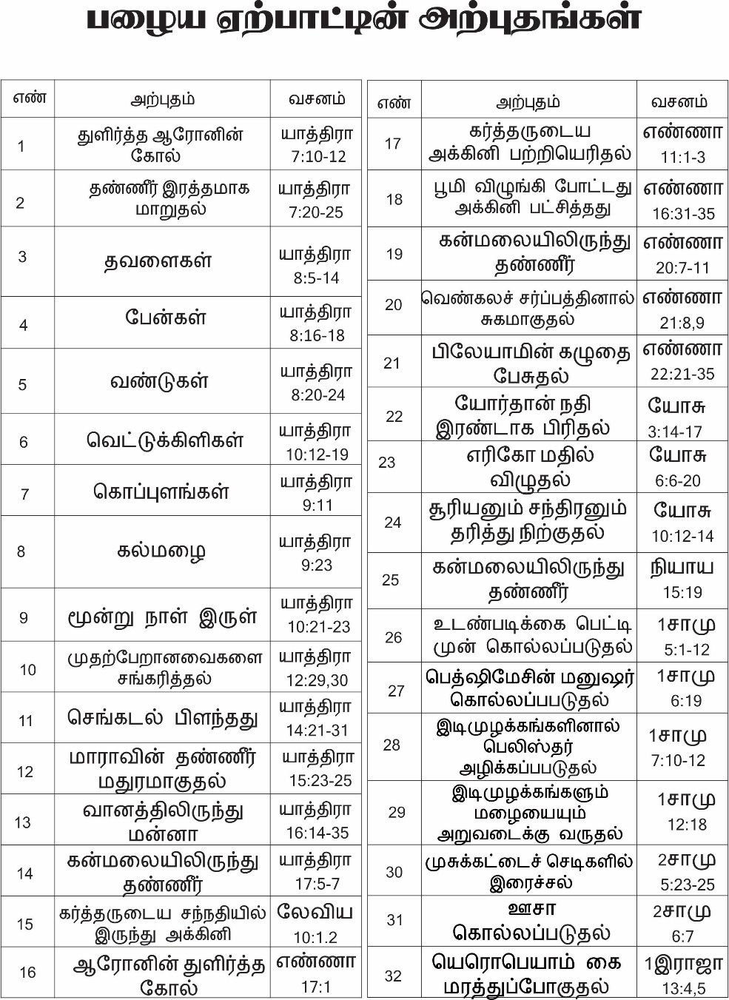 பழைய ஏற்பாட்டின் அற்புதங்கள்
எண் அற்புதம் வசனம்
1 துளிர்த்த ஆரோனின் கோல் யாத்திரா 7:10-12
2 தண்ணீர் இரத்தமாக மாறுதல் யாத்திரா 7:20-25
3 தவளைகள் யாத்திரா 8:5-14
4 பேன்கள் யாத்திரா 8:16-18
5 வண்டுகள் யாத்திரா 8:20-24
6 வெட்டுக்கிளிகள் யாத்திரா 10:12-19
7 கொப்புளங்கள் யாத்திரா 9:11
8 கல்மழை யாத்திரா 9:23
9 மூன்று நாள் இருள் யாத்திரா 10:21-23
10 முதற்பேறானவைகளை சங்கரித்தல் யாத்திரா 12:29,30
11 செங்கடல் பிளந்தது யாத்திரா 14:21-31
12 மாராவின் தண்ணீர் மதுரமாகுதல் யாத்திரா 15:23-25
13 வானத்திலிருந்து மன்னா யாத்திரா 16:14-35
14 கன்மலையிலிருந்து தண்ணீர் யாத்திரா 17:5-7
15 கர்த்தருடைய சந்நதியில் இருந்து அக்கினி லேவிய 10:1.2
16 ஆரோனின் துளிர்த்த கோல் எண்ணா 17:1
எண் அற்புதம் வசனம்
17 கர்த்தருடைய அக்கினி பற்றியெரிதல் எண்ணா 11:1-3
18 பூமி விழுங்கி போட்டது அக்கினி பட்சித்தது எண்ணா 16:31-35
19 கன்மலையிலிருந்து தண்ணீர் எண்ணா 20:7-11
20 வெண்கலச் சர்ப்பத்தினால் சுகமாகுதல் எண்ணா 21:8,9
21 பிலேயாமின் கழுதை பேசுதல் எண்ணா 22:21-35
22 யோர்தான் நதி இரண்டாக பிரிதல் யோசு 3:14-17
23 எரிகோ மதில் விழுதல் யோசு 6:6-20
24 சூரியனும் சந்திரனும் தரித்து நிற்குதல் யோசு 10:12-14
25 கன்மலையிலிருந்து தண்ணீர் நியாய 15:19
26 உடண்படிக்கை பெட்டி முன் கொல்லப்படுதல் 1சாமு 5:1-12
27 பெத்ஷிமேசின் மனுஷர் கொல்லப்பபடுதல் 1சாமு 6:19
28 இடிமுழக்கங்களினால் பெலிஸ்தர் அழிக்கப்பபடுதல் 1சாமு 7:10-12
29 இடிமுழக்கங்களும் மழையையும் அறுவடைக்கு வருதல் 1சாமு 12:18
30 முசுக்கட்டைச் செடிகளில் இரைச்சல் 2சாமு 5:23-25
31 ஊசா கொல்லப்படுதல் 2சாமு 6:7
32 யெரொபெயாம் கை மரத்துப்போகுதல் 1இராஜா 13:4,5